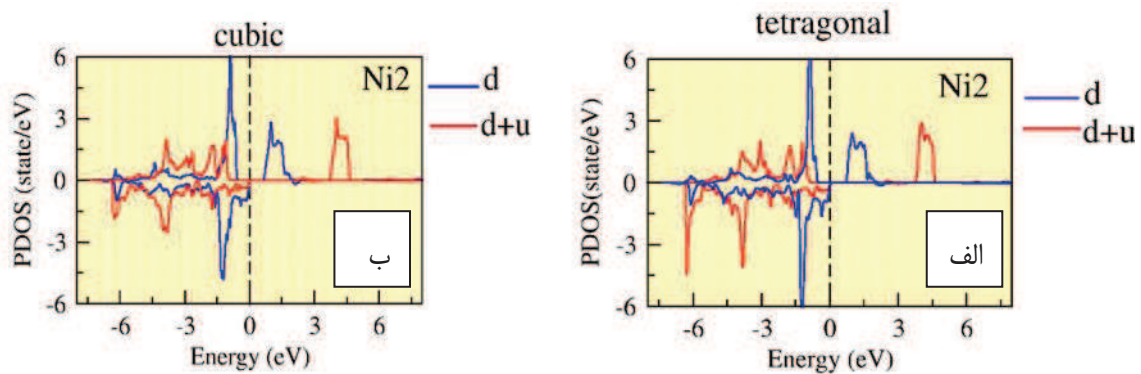 cubic
6
3
0
-3
-6
PDOS (state/eV)
Ni2
d
d+u
ب
-6 -3 0 3 6
Energy (eV)
tetragonal
6
3
0
-3
-6
PDOS(state/eV)
Ni2
d
d+u
الف
-6 -3 0 3 6
Energy (eV)